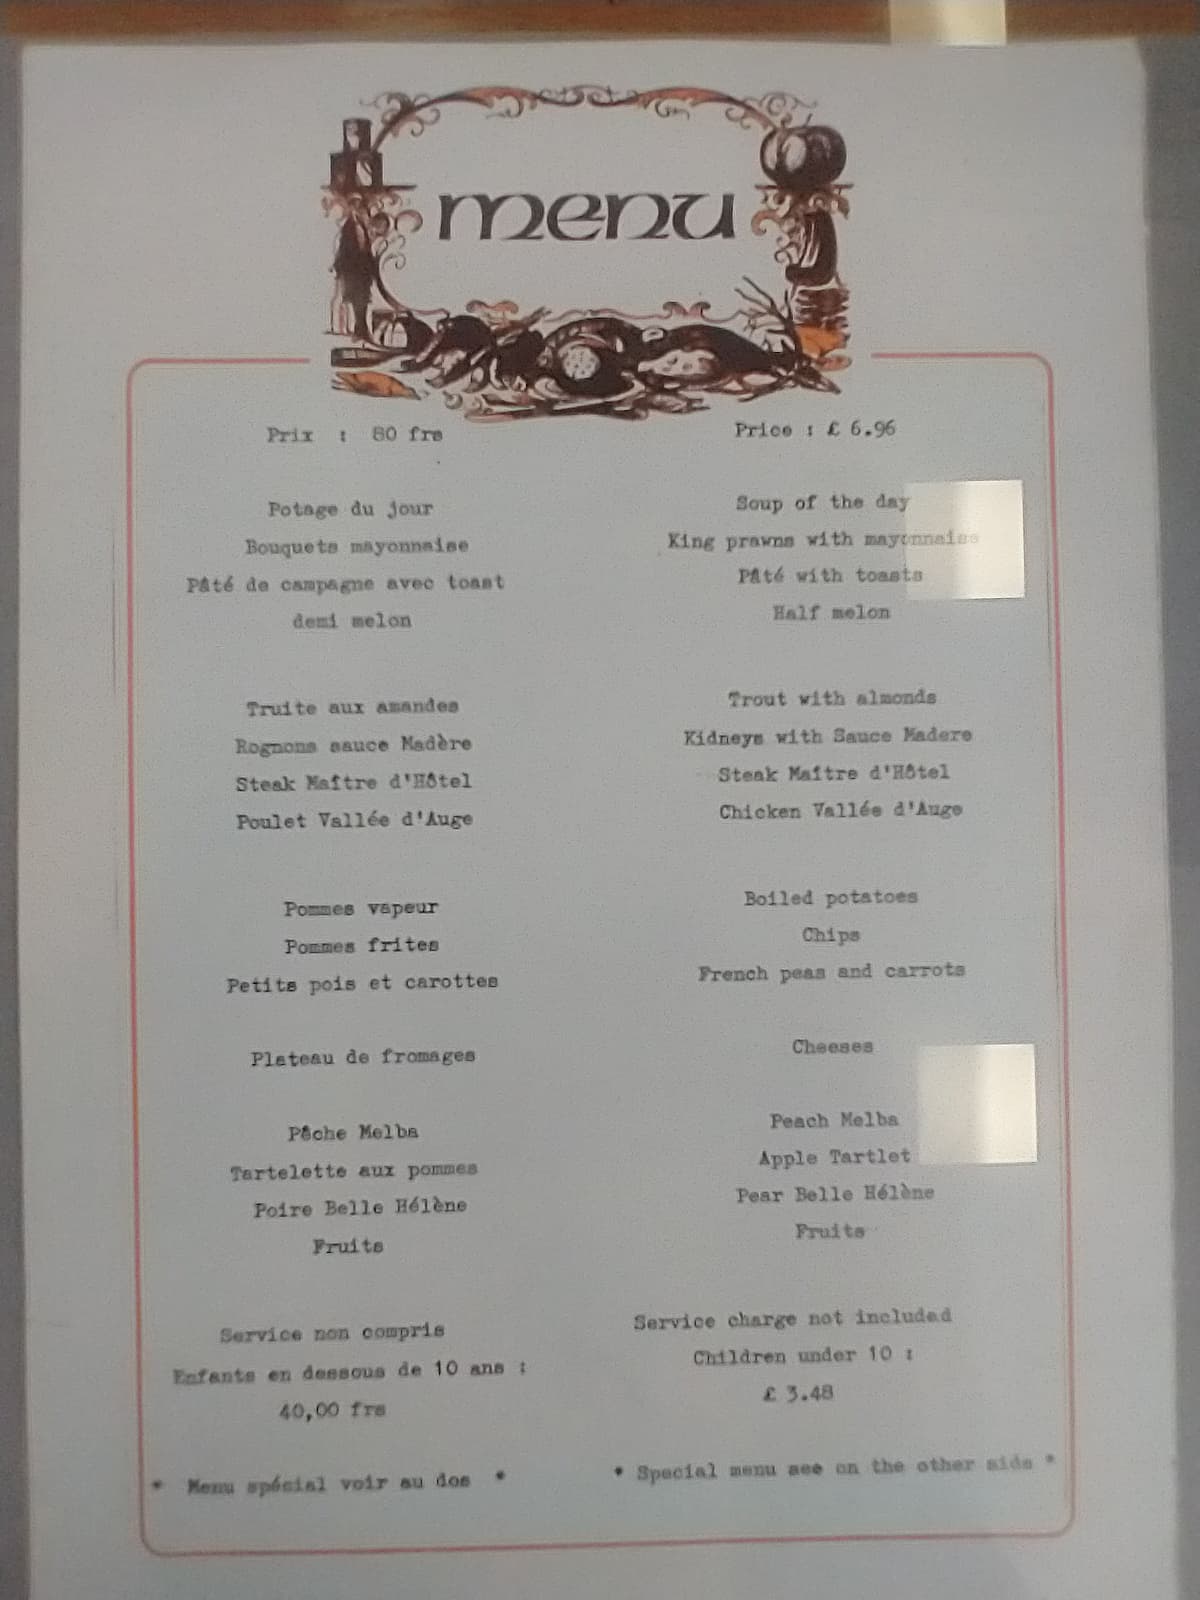 menu
Prix : 80 frs
Potage du jour
Bouquets mayonnaise
Pâté de campagne avec toast
demi melon
Truite aux amandes
Rognons sauce Madère
Steak Maître d'Hôtel
Poulet Vallée d'Auge
Pommes vapeur
Pommes frites
Petits pois et carottes
Plateau de fromages
Pêche Melba
Tartelette aux pommes
Poire Belle Hélène
Fruits
Service non compris
Enfants en dessous de 10 ans :
40,00 frs
* Menu spécial voir au dos *
Price : £ 6.96
Soup of the day
King prawns with mayonnaise
Pâté with toasts
Half melon
Trout with almonds
Kidneys with Sauce Madere
Steak Maître d'Hôtel
Chicken Vallée d'Auge
Boiled potatoes
Chips
French peas and carrots
Cheeses
Peach Melba
Apple Tartlet
Pear Belle Hélène
Fruits
Service charge not included
Children under 10 :
£ 3.48
* Special menu see on the other side *